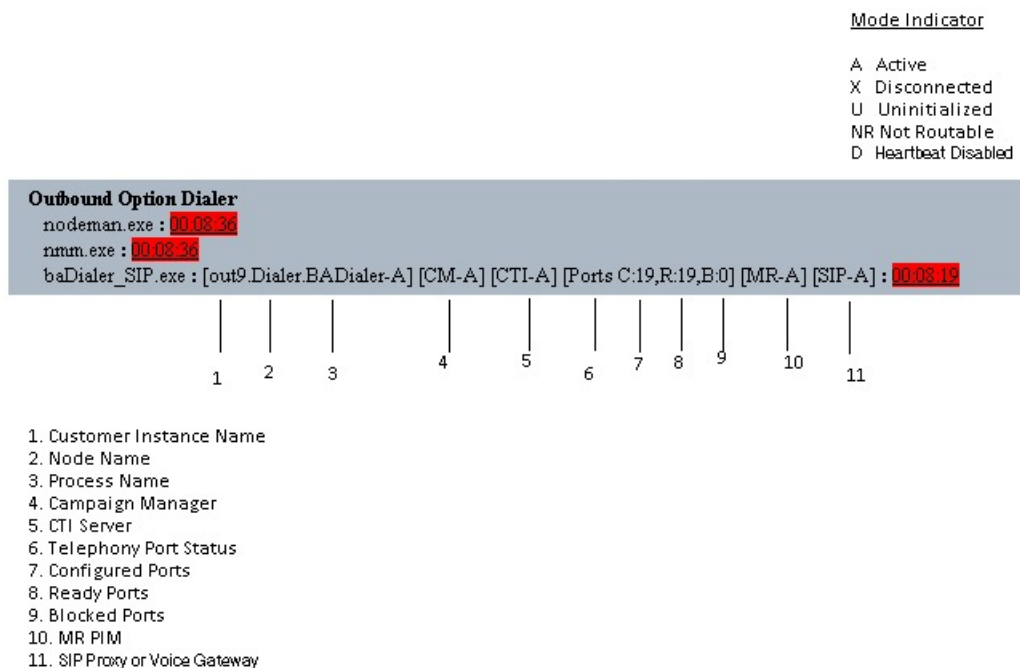 Mode Indicator
A Active
X Disconnected
U Uninitialized
NR Not Routable
D Heartbeat Disabled
Outbound Option Dialer
nodeman.exe : 00:08:36
nmm.exe : 00:08:36
baDialer_SIP.exe : [out9.Dialer.BADialer-A] [CM-A] [CTI-A] [Ports C:19,R:19,B:0] [MR-A] [SIP-A] : 00:08:19
1 2 3 4 5 6 7 8 9 10 11
1. Customer Instance Name
2. Node Name
3. Process Name
4. Campaign Manager
5. CTI Server
6. Telephony Port Status
7. Configured Ports
8. Ready Ports
9. Blocked Ports
10. MR PIM
11. SIP Proxy or Voice Gateway